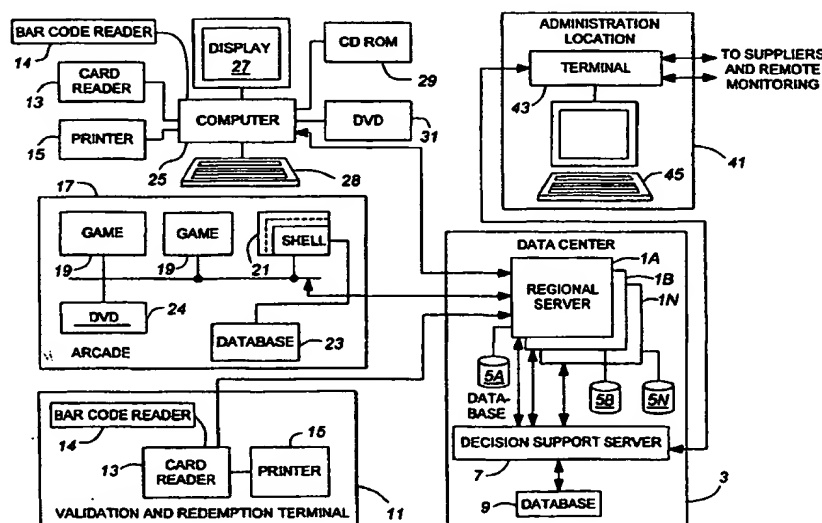 BAR CODE READER
14
CARD
READER
13
PRINTER
15
DISPLAY
27
CD ROM
29
COMPUTER
25
DVD
31
28
ADMINISTRATION
LOCATION
TERMINAL
43
TO SUPPLIERS
AND REMOTE
MONITORING
45
41
17
GAME
19
GAME
19
21
SHELL
DVD
24
DATABASE
23
ARCADE
DATA CENTER
1A
1B
1N
REGIONAL
SERVER
5A
DATA-
BASE
5B
5N
DECISION SUPPORT SERVER
7
9
DATABASE
3
BAR CODE READER
14
15
13
CARD
READER
PRINTER
VALIDATION AND REDEMPTION TERMINAL
11